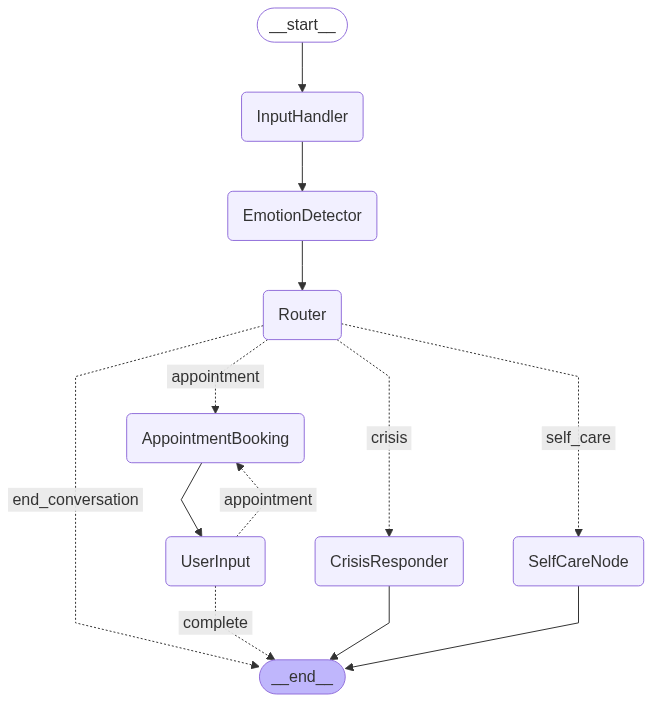 __start__
InputHandler
EmotionDetector
Router
appointment
AppointmentBooking
crisis
self_care
end_conversation
appointment
UserInput
CrisisResponder
SelfCareNode
complete
__end__